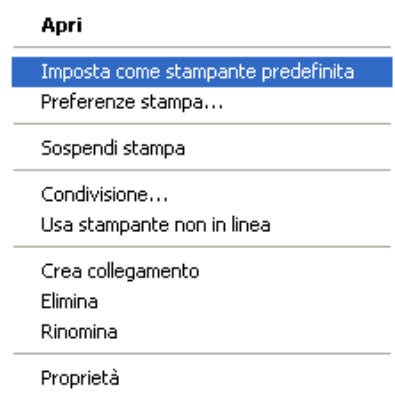 Apri
Imposta come stampante predefinita
Preferenze stampa...
Sospendi stampa
Condivisione...
Usa stampante non in linea
Crea collegamento
Elimina
Rinomina
Proprietà